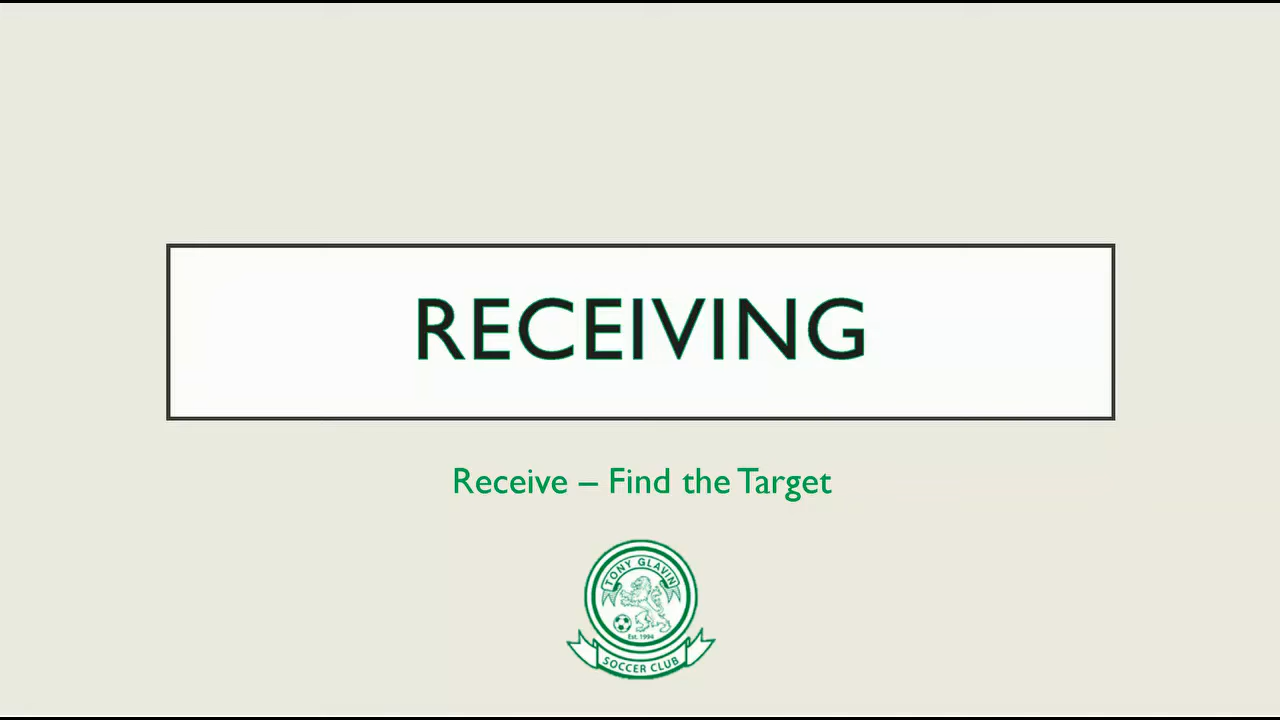 RECEIVING
Receive – Find the Target
TONY GLAVIN
Est. 1994
SOCCER CLUB